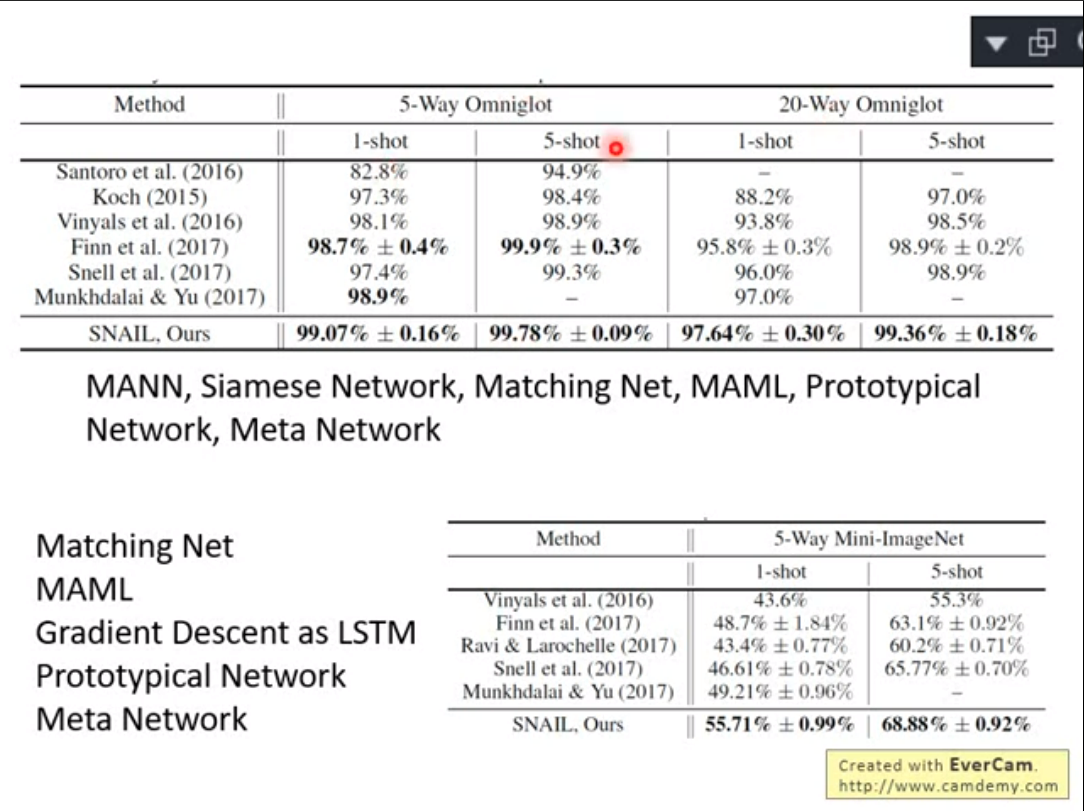 Method 5-Way Omniglot 20-Way Omniglot
1-shot 5-shot 1-shot 5-shot
Santoro et al. (2016) 82.8% 94.9% – –
Koch (2015) 97.3% 98.4% 88.2% 97.0%
Vinyals et al. (2016) 98.1% 98.9% 93.8% 98.5%
Finn et al. (2017) 98.7% ± 0.4% 99.9% ± 0.3% 95.8% ± 0.3% 98.9% ± 0.2%
Snell et al. (2017) 97.4% 99.3% 96.0% 98.9%
Munkhdalai & Yu (2017) 98.9% – 97.0% –
SNAIL, Ours 99.07% ± 0.16% 99.78% ± 0.09% 97.64% ± 0.30% 99.36% ± 0.18%
MANN, Siamese Network, Matching Net, MAML, Prototypical
Network, Meta Network
Matching Net
MAML
Gradient Descent as LSTM
Prototypical Network
Meta Network
Method 5-Way Mini-ImageNet
1-shot 5-shot
Vinyals et al. (2016) 43.6% 55.3%
Finn et al. (2017) 48.7% ± 1.84% 63.1% ± 0.92%
Ravi & Larochelle (2017) 43.4% ± 0.77% 60.2% ± 0.71%
Snell et al. (2017) 46.61% ± 0.78% 65.77% ± 0.70%
Munkhdalai & Yu (2017) 49.21% ± 0.96% –
SNAIL, Ours 55.71% ± 0.99% 68.88% ± 0.92%
Created with EverCam.
http://www.camdemy.com